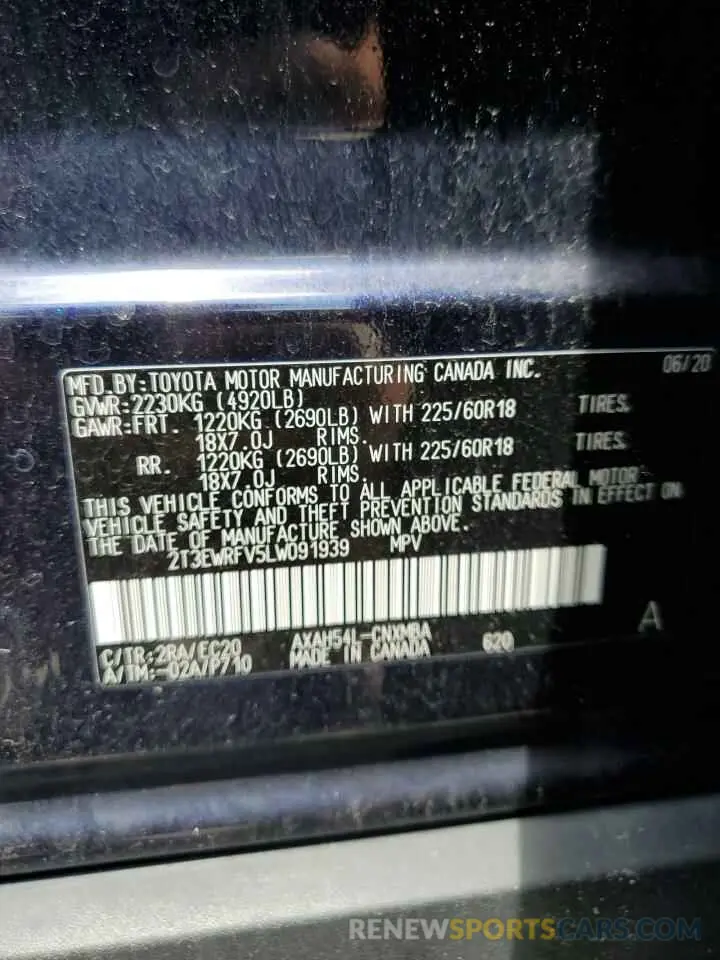 MFD. BY: TOYOTA MOTOR MANUFACTURING CANADA INC. 06/20
GVWR: 2230KG (4920LB)
GAWR: FRT. 1220KG (2690LB) WITH 225/60R18 TIRES,
18X7.0J RIMS.
RR. 1220KG (2690LB) WITH 225/60R18 TIRES,
18X7.0J RIMS.
THIS VEHICLE CONFORMS TO ALL APPLICABLE FEDERAL MOTOR
VEHICLE SAFETY AND THEFT PREVENTION STANDARDS IN EFFECT ON
THE DATE OF MANUFACTURE SHOWN ABOVE.
2T3EWRFV5LW091939 MPV
A
C/TR: 2RA/EC20 AXAH54L-CNXMBA 620
A/TM:-02A/P710 MADE IN CANADA
RENEWSPORTSCARS.COM